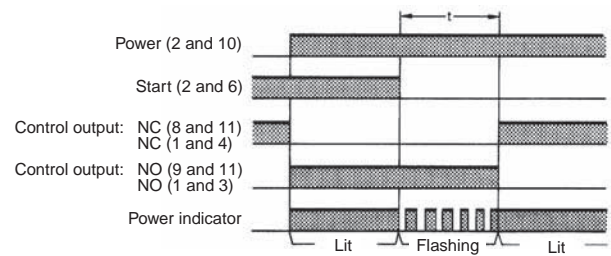 t
Power (2 and 10)
Start (2 and 6)
Control output: NC (8 and 11)
NC (1 and 4)
Control output: NO (9 and 11)
NO (1 and 3)
Power indicator
Lit Flashing Lit